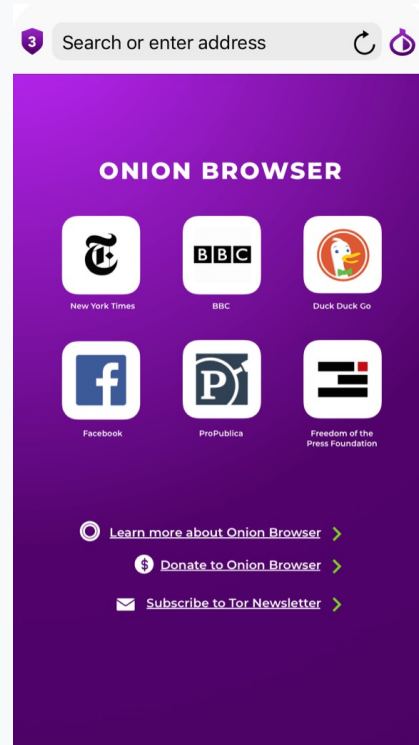 3
Search or enter address
ONION BROWSER
T
BBC
New York Times
BBC
Duck Duck Go
f
P
Facebook
ProPublica
Freedom of the
Press Foundation
Learn more about Onion Browser
$ Donate to Onion Browser
Subscribe to Tor Newsletter